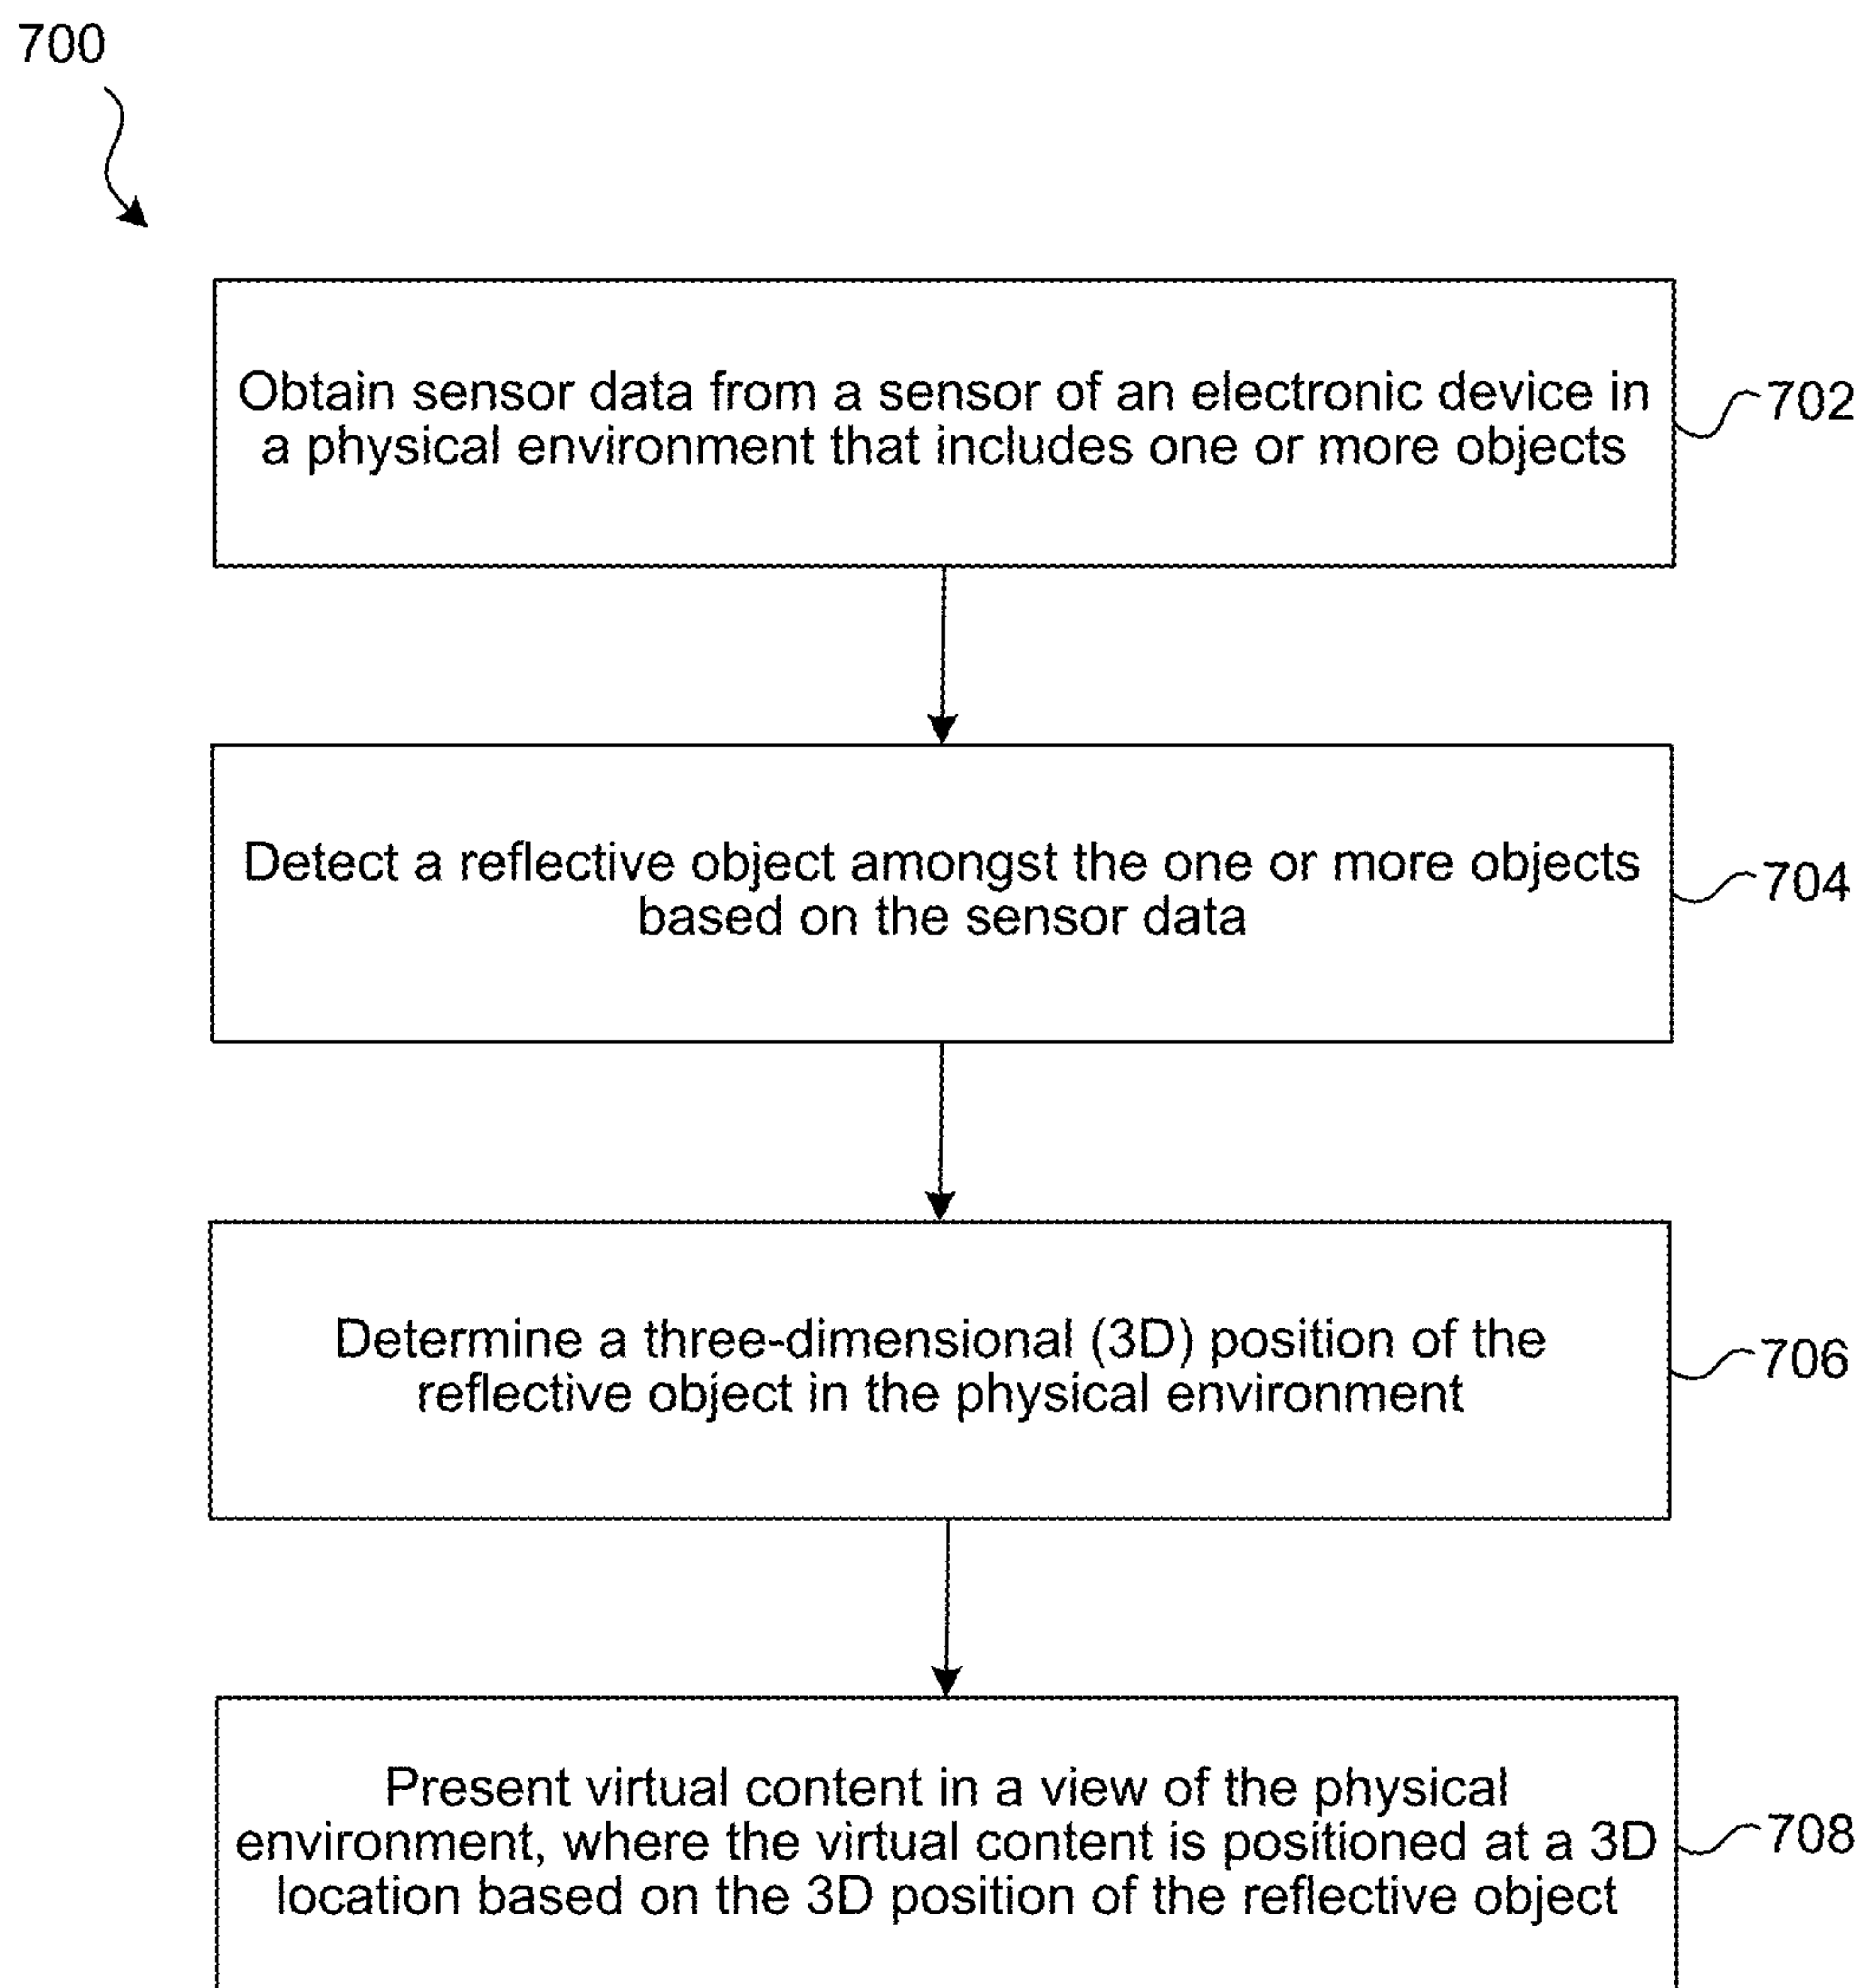 700
Obtain sensor data from a sensor of an electronic device in
a physical environment that includes one or more objects
702
Detect a reflective object amongst the one or more objects
based on the sensor data
704
Determine a three-dimensional (3D) position of the
reflective object in the physical environment
706
Present virtual content in a view of the physical
environment, where the virtual content is positioned at a 3D
location based on the 3D position of the reflective object
708